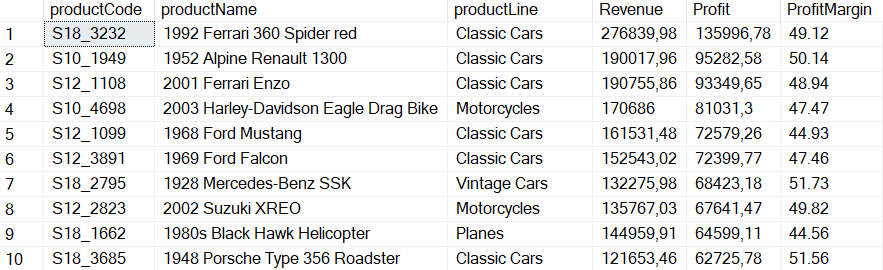 productCode productName productLine Revenue Profit ProfitMargin
1 S18_3232 1992 Ferrari 360 Spider red Classic Cars 276839,98 135996,78 49.12
2 S10_1949 1952 Alpine Renault 1300 Classic Cars 190017,96 95282,58 50.14
3 S12_1108 2001 Ferrari Enzo Classic Cars 190755,86 93349,65 48.94
4 S10_4698 2003 Harley-Davidson Eagle Drag Bike Motorcycles 170686 81031,3 47.47
5 S12_1099 1968 Ford Mustang Classic Cars 161531,48 72579,26 44.93
6 S12_3891 1969 Ford Falcon Classic Cars 152543,02 72399,77 47.46
7 S18_2795 1928 Mercedes-Benz SSK Vintage Cars 132275,98 68423,18 51.73
8 S12_2823 2002 Suzuki XREO Motorcycles 135767,03 67641,47 49.82
9 S18_1662 1980s Black Hawk Helicopter Planes 144959,91 64599,11 44.56
10 S18_3685 1948 Porsche Type 356 Roadster Classic Cars 121653,46 62725,78 51.56